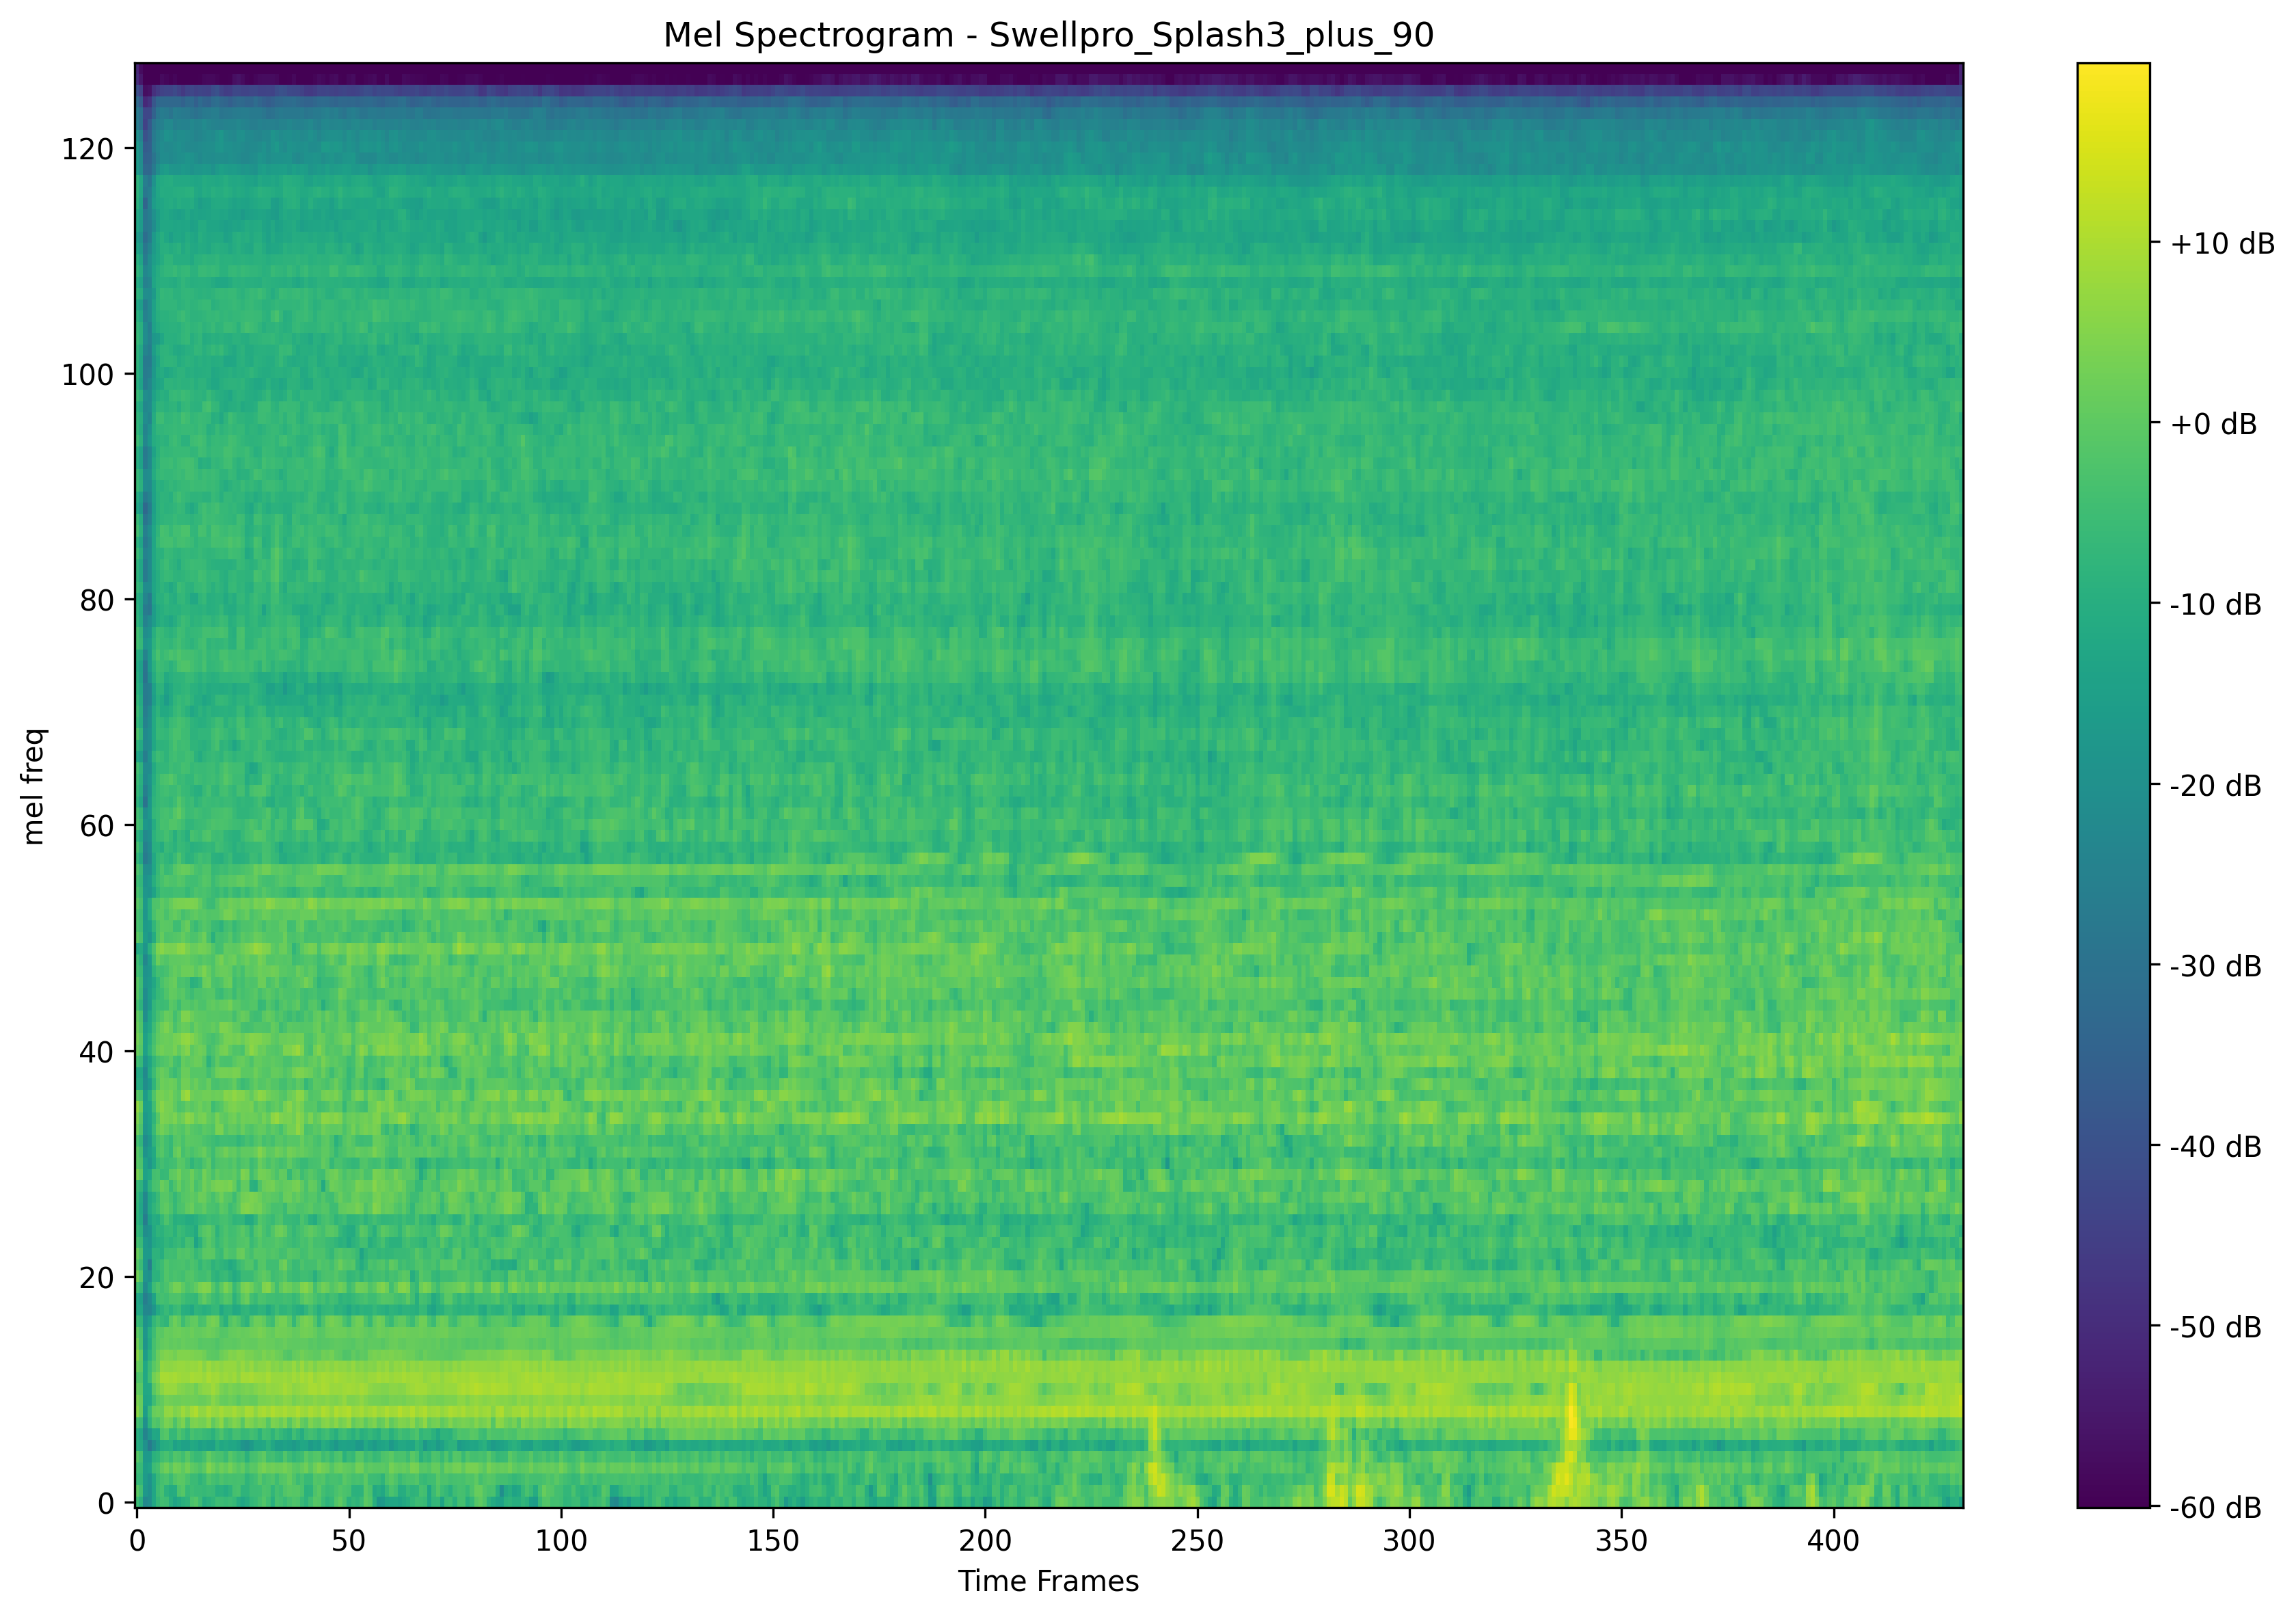 Mel Spectrogram - Swellpro_Splash3_plus_90
mel freq
120
100
80
60
40
20
0
0 50 100 150 200 250 300 350 400
Time Frames
+10 dB
+0 dB
-10 dB
-20 dB
-30 dB
-40 dB
-50 dB
-60 dB